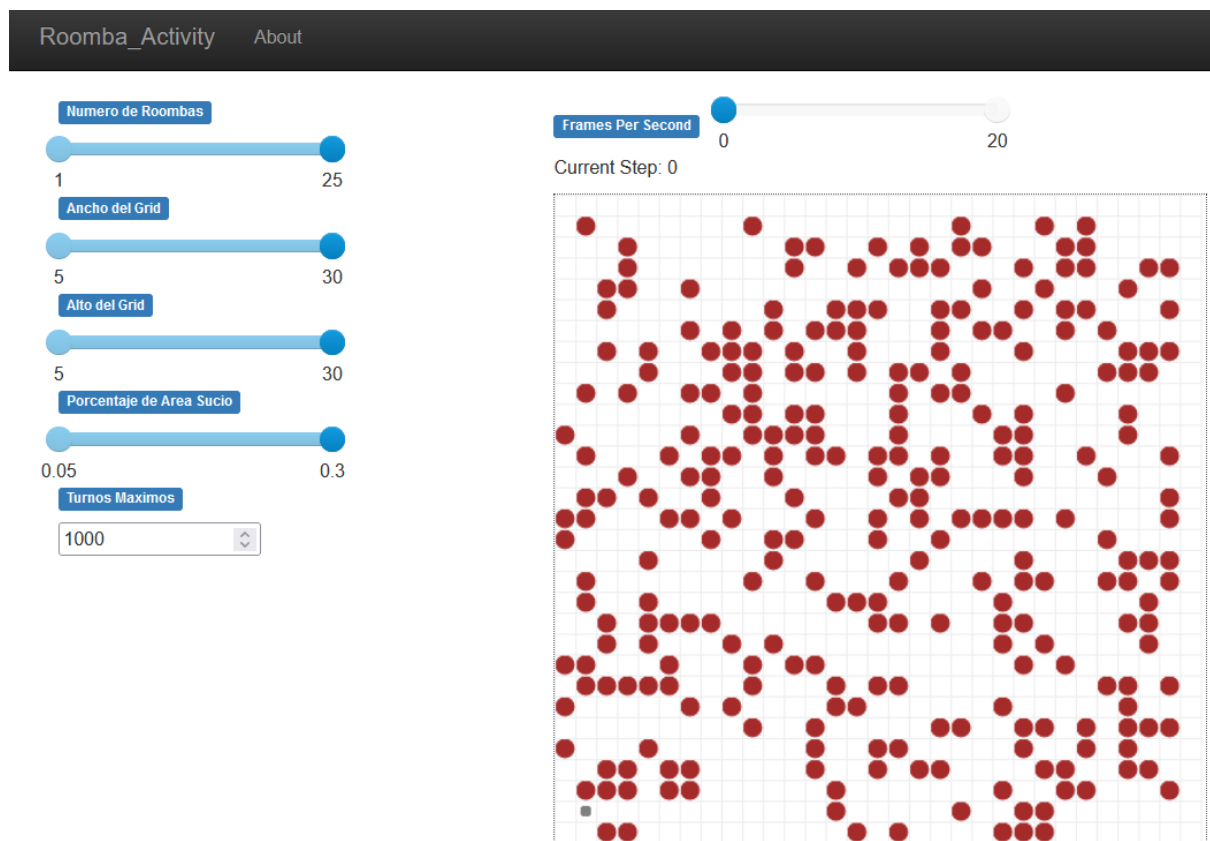 Roomba_Activity About
Numero de Roombas
1 25
Ancho del Grid
5 30
Alto del Grid
5 30
Porcentaje de Area Sucio
0.05 0.3
Turnos Maximos
1000
Frames Per Second
0 20
Current Step: 0